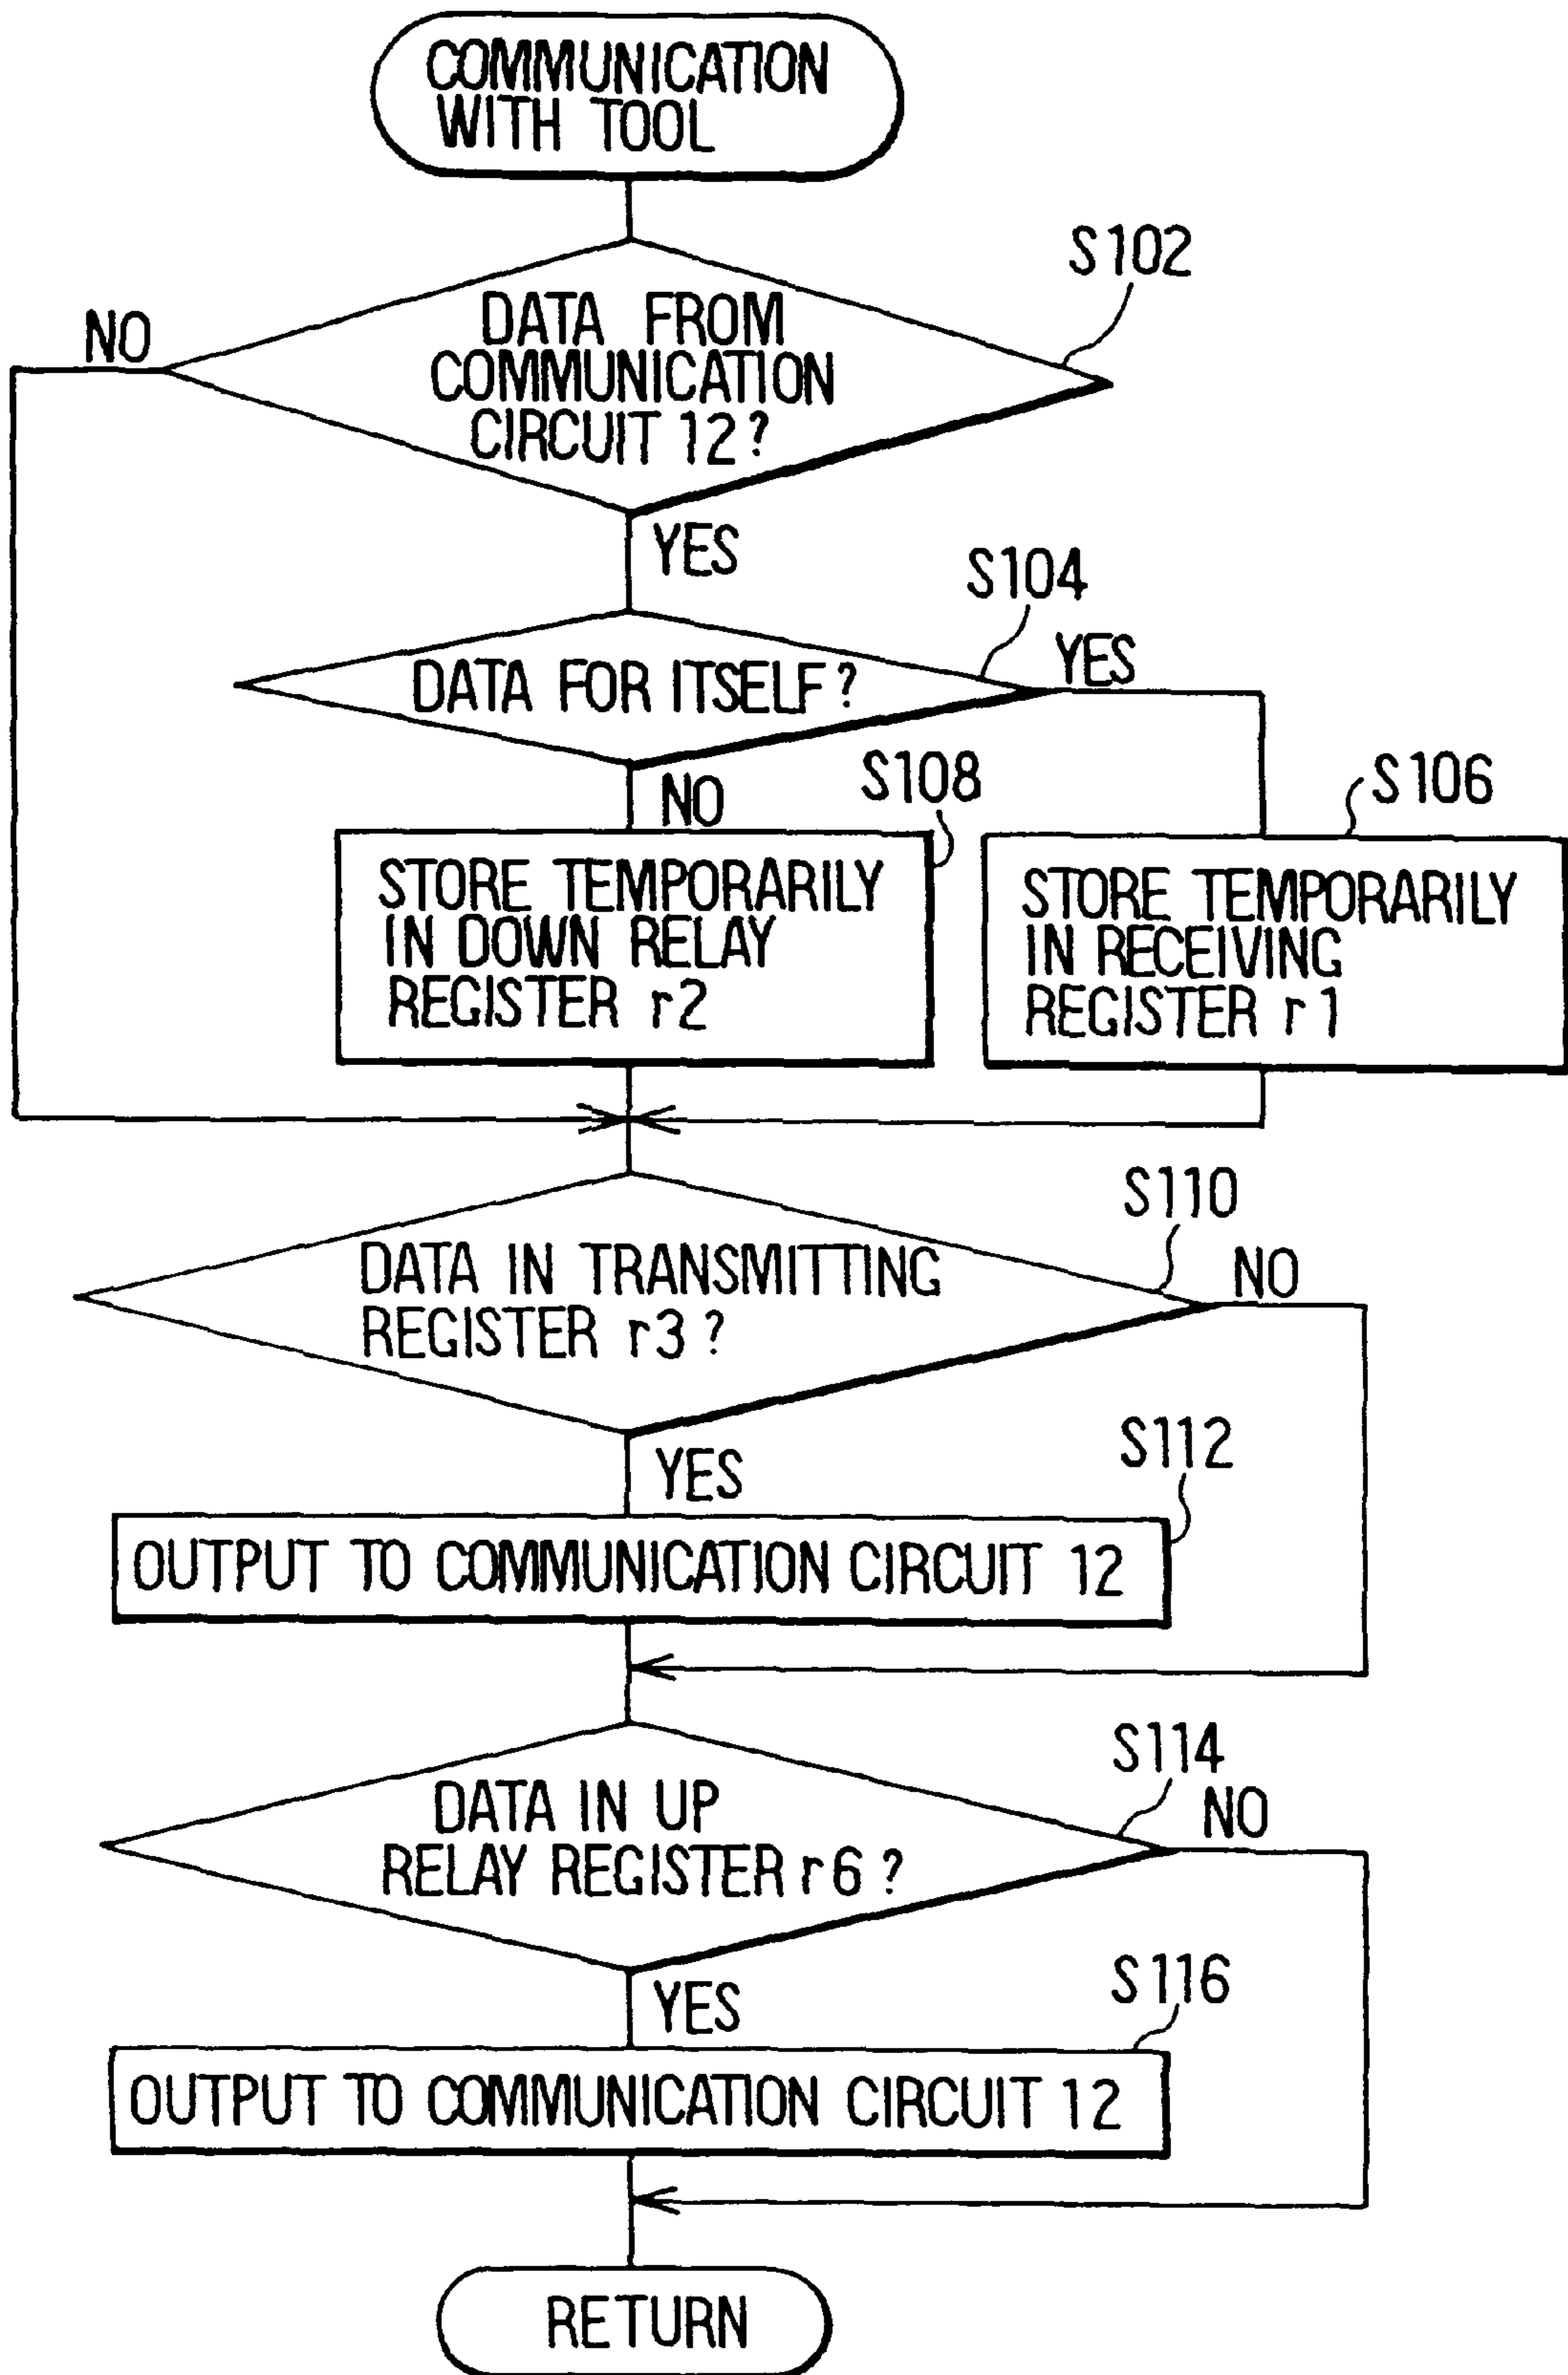 COMMUNICATION
WITH TOOL
S102
NO
DATA FROM
COMMUNICATION
CIRCUIT 12?
YES
S104
DATA FOR ITSELF?
YES
NO
S108
S106
STORE TEMPORARILY
IN DOWN RELAY
REGISTER r2
STORE TEMPORARILY
IN RECEIVING
REGISTER r1
S110
DATA IN TRANSMITTING
REGISTER r3?
NO
YES
S112
OUTPUT TO COMMUNICATION CIRCUIT 12
S114
DATA IN UP
RELAY REGISTER r6?
NO
YES
S116
OUTPUT TO COMMUNICATION CIRCUIT 12
RETURN